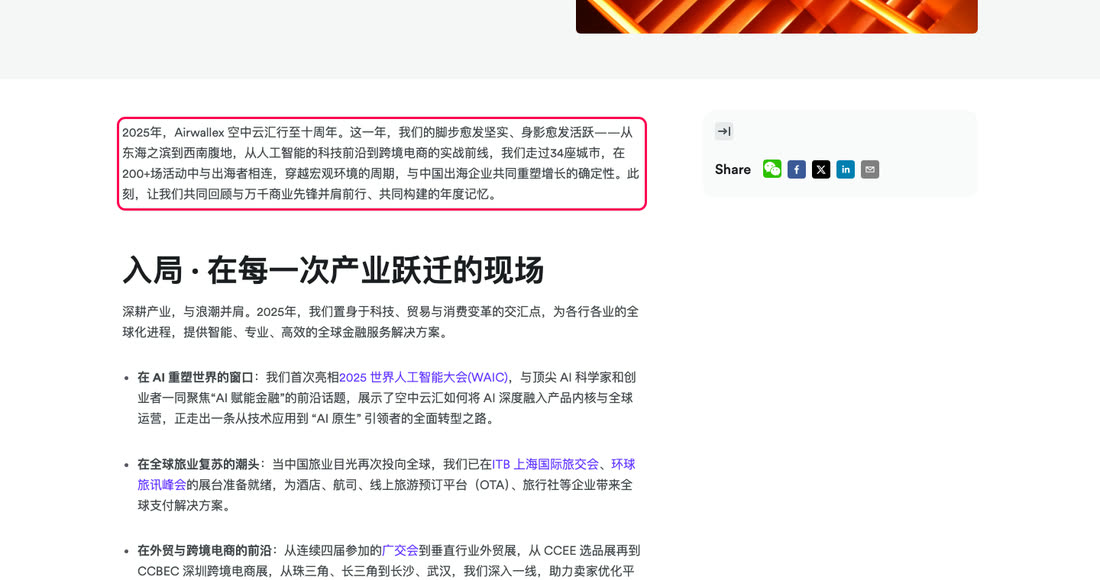 2025年，Airwallex 空中云汇行至十周年。这一年，我们的脚步愈发坚实、身影愈发活跃——从
东海之滨到西南腹地，从人工智能的科技前沿到跨境电商的实战前线，我们走过34座城市，在
200+场活动中与出海者相连，穿越宏观环境的周期，与中国出海企业共同重塑增长的确定性。此
刻，让我们共同回顾与万千商业先锋并肩前行、共同构建的年度记忆。
Share
入局 · 在每一次产业跃迁的现场
深耕产业，与浪潮并肩。2025年，我们置身于科技、贸易与消费变革的交汇点，为各行各业的全
球化进程，提供智能、专业、高效的全球金融服务解决方案。
• 在 AI 重塑世界的窗口：我们首次亮相2025 世界人工智能大会(WAIC)，与顶尖 AI 科学家和创
业者一同聚焦“AI 赋能金融”的前沿话题，展示了空中云汇如何将 AI 深度融入产品内核与全球
运营，正走出一条从技术应用到 “AI 原生” 引领者的全面转型之路。
• 在全球旅业复苏的潮头：当中国旅业目光再次投向全球，我们已在ITB 上海国际旅交会、环球
旅讯峰会的展台准备就绪，为酒店、航司、线上旅游预订平台（OTA）、旅行社等企业带来全
球支付解决方案。
• 在外贸与跨境电商的前沿：从连续四届参加的广交会到垂直行业外贸展，从 CCEE 选品展再到
CCBEC 深圳跨境电商展，从珠三角、长三角到长沙、武汉，我们深入一线，助力卖家优化平